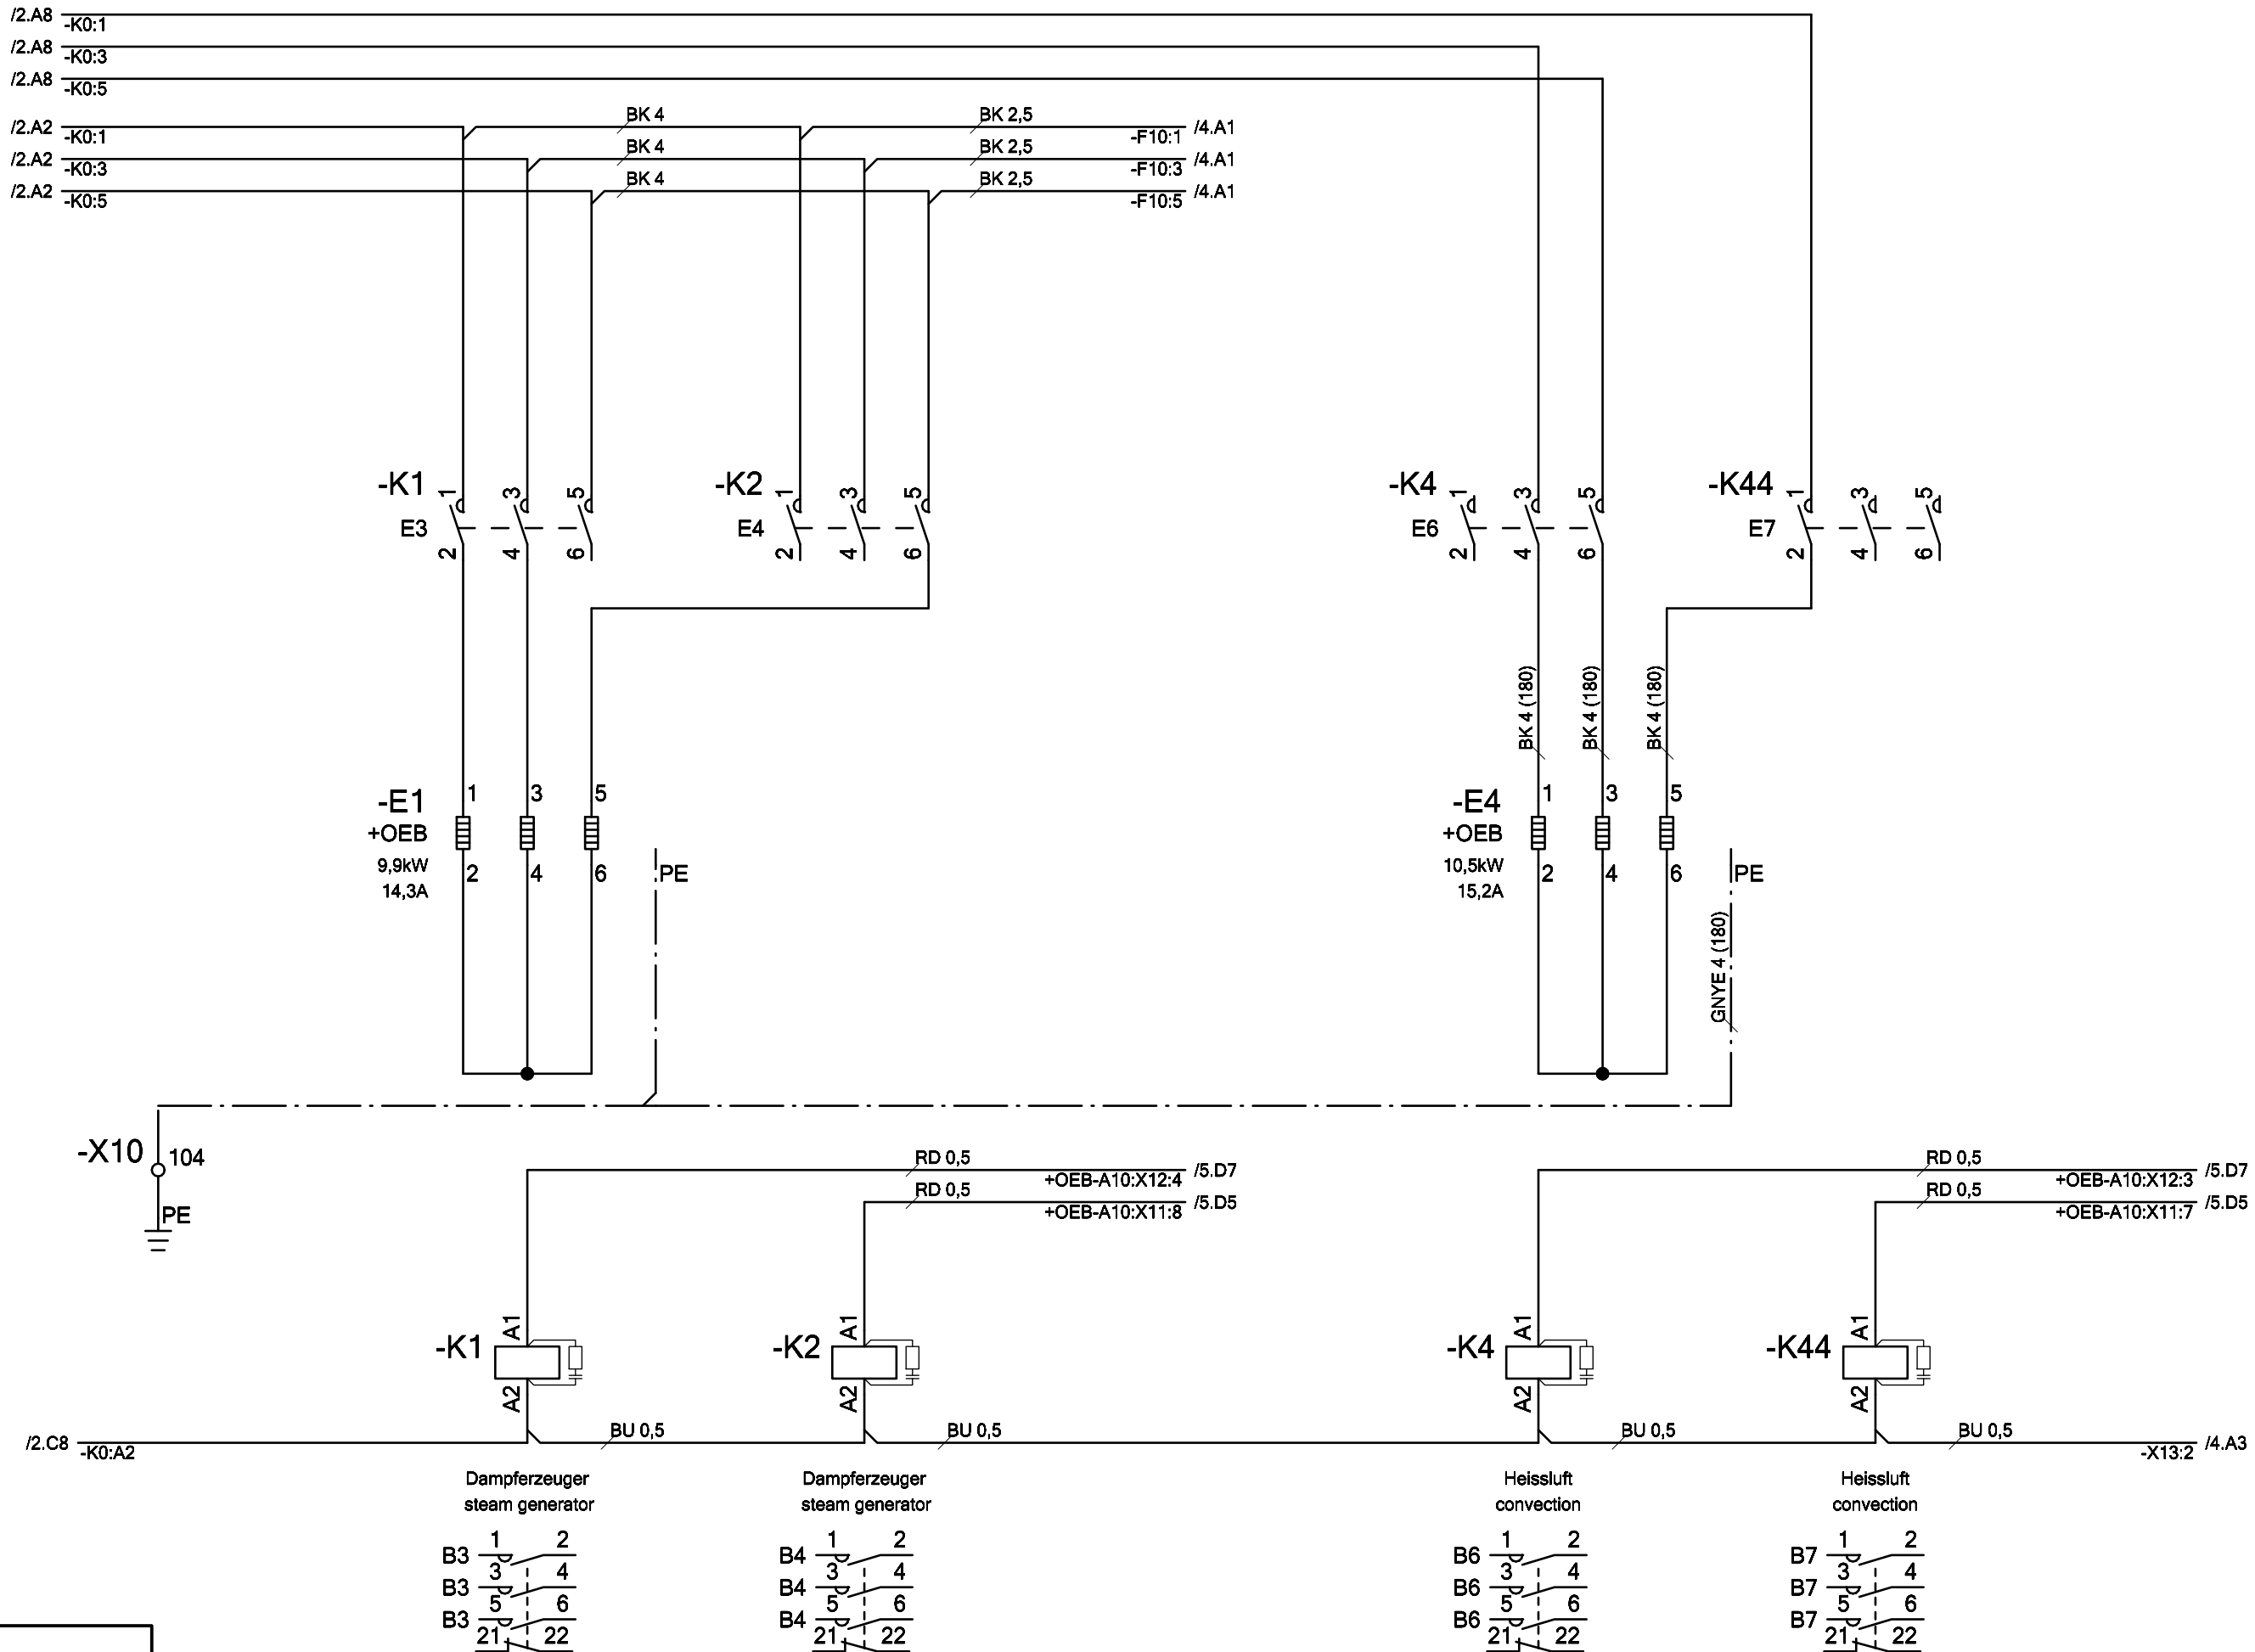 /2.A8 -K0:1
/2.A8 -K0:3
/2.A8 -K0:5
/2.A2 -K0:1 BK 4 BK 2,5 -F10:1 /4.A1
/2.A2 -K0:3 BK 4 BK 2,5 -F10:3 /4.A1
/2.A2 -K0:5 BK 4 BK 2,5 -F10:5 /4.A1
-K1 1 3 5 -K2 1 3 5 -K4 1 3 5 -K44 1 3 5
E3 E4 E6 E7
2 4 6 2 4 6 2 4 6 2 4 6
BK 4 (180) BK 4 (180) BK 4 (180)
-E1 1 3 5 -E4 1 3 5
+OEB +OEB
9,9kW 2 4 6 PE 10,5kW 2 4 6 PE
14,3A 15,2A
GNYE 4 (180)
-X10 104
PE
RD 0,5 +OEB-A10:X12:4 /5.D7 RD 0,5 +OEB-A10:X12:3 /5.D7
RD 0,5 +OEB-A10:X11:8 /5.D5 RD 0,5 +OEB-A10:X11:7 /5.D5
A1 A1 A1 A1
-K1 -K2 -K4 -K44
A2 A2 A2 A2
/2.C8 -K0:A2 BU 0,5 BU 0,5 BU 0,5 BU 0,5 -X13:2 /4.A3
Dampferzeuger Dampferzeuger Heissluft Heissluft
steam generator steam generator convection convection
1 2 1 2 1 2 1 2
B3 B4 B6 B7
3 4 3 4 3 4 3 4
B3 B4 B6 B7
5 6 5 6 5 6 5 6
B3 B4 B6 B7
21 22 21 22 21 22 21 22